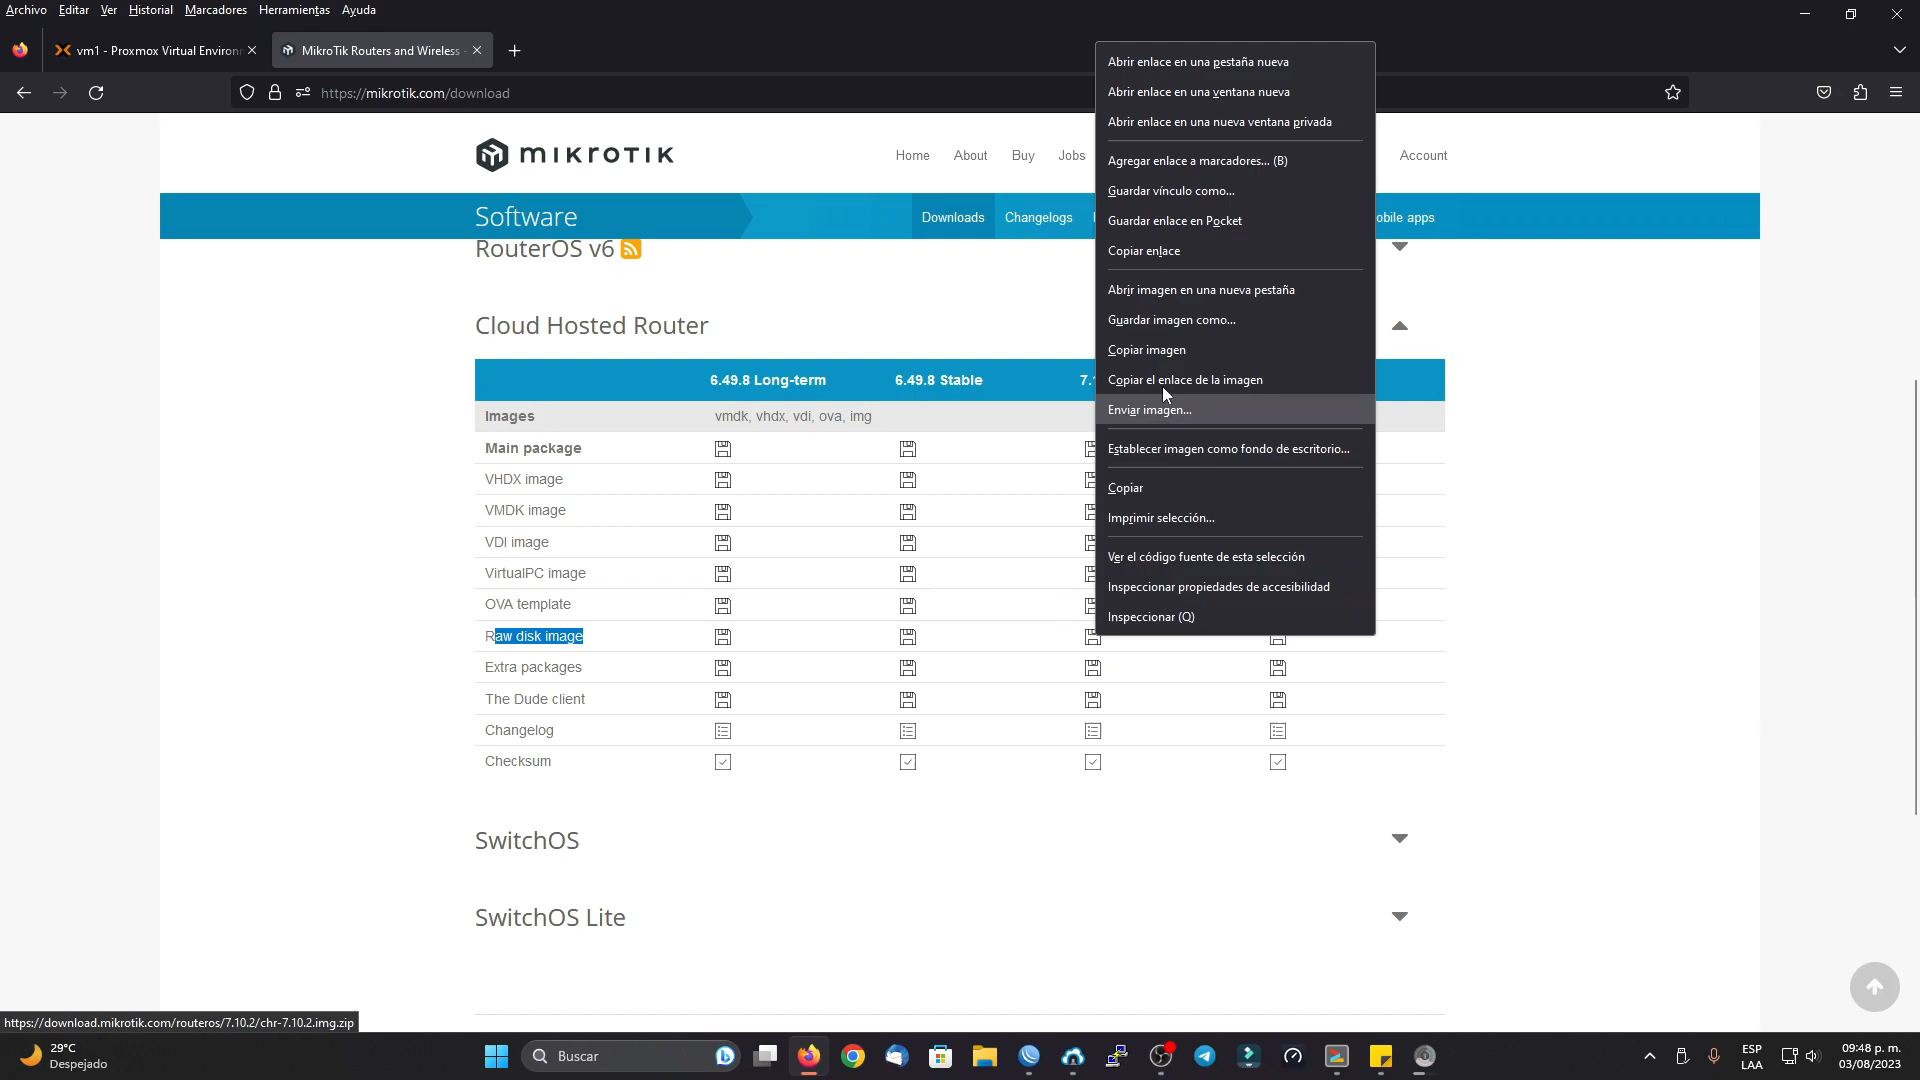 Archivo Editar Ver Historial Marcadores Herramientas Ayuda
vm1 - Proxmox Virtual Environ
MikroTik Routers and Wireless
https://mikrotik.com/download
mikrotik
Home About Buy Jobs
Account
Software
Downloads Changelogs
obile apps
RouterOS v6
Cloud Hosted Router
6.49.8 Long-term 6.49.8 Stable 7.1
Images vmdk, vhdx, vdi, ova, img
Main package
VHDX image
VMDK image
VDI image
VirtualPC image
OVA template
Raw disk image
Extra packages
The Dude client
Changelog
Checksum
SwitchOS
SwitchOS Lite
Abrir enlace en una pestaña nueva
Abrir enlace en una ventana nueva
Abrir enlace en una nueva ventana privada
Agregar enlace a marcadores... (B)
Guardar vínculo como...
Guardar enlace en Pocket
Copiar enlace
Abrir imagen en una nueva pestaña
Guardar imagen como...
Copiar imagen
Copiar el enlace de la imagen
Enviar imagen...
Establecer imagen como fondo de escritorio...
Copiar
Imprimir selección...
Ver el código fuente de esta selección
Inspeccionar propiedades de accesibilidad
Inspeccionar (Q)
https://download.mikrotik.com/routeros/7.10.2/chr-7.10.2.img.zip
29°C
Despejado
Buscar
ESP
LAA
09:48 p. m.
03/08/2023